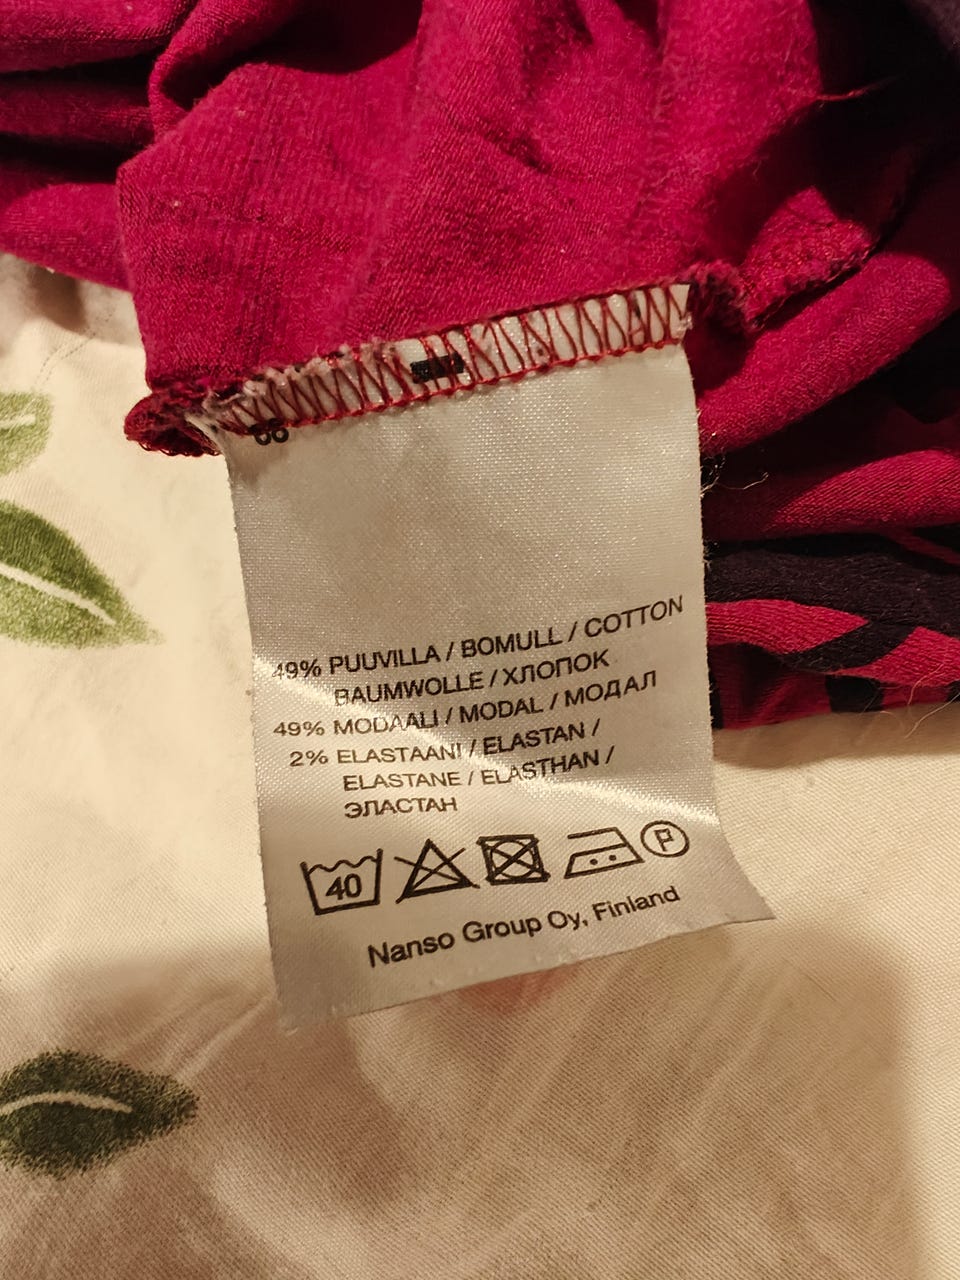 49% PUUVILLA / BOMULL / COTTON
BAUMWOLLE / ХЛОПОК
49% MODAALI / MODAL / МОДАЛ
2% ELASTAANI / ELASTAN /
ELASTANE / ELASTHAN /
ЭЛАСТАН
40
P
Nanso Group Oy, Finland